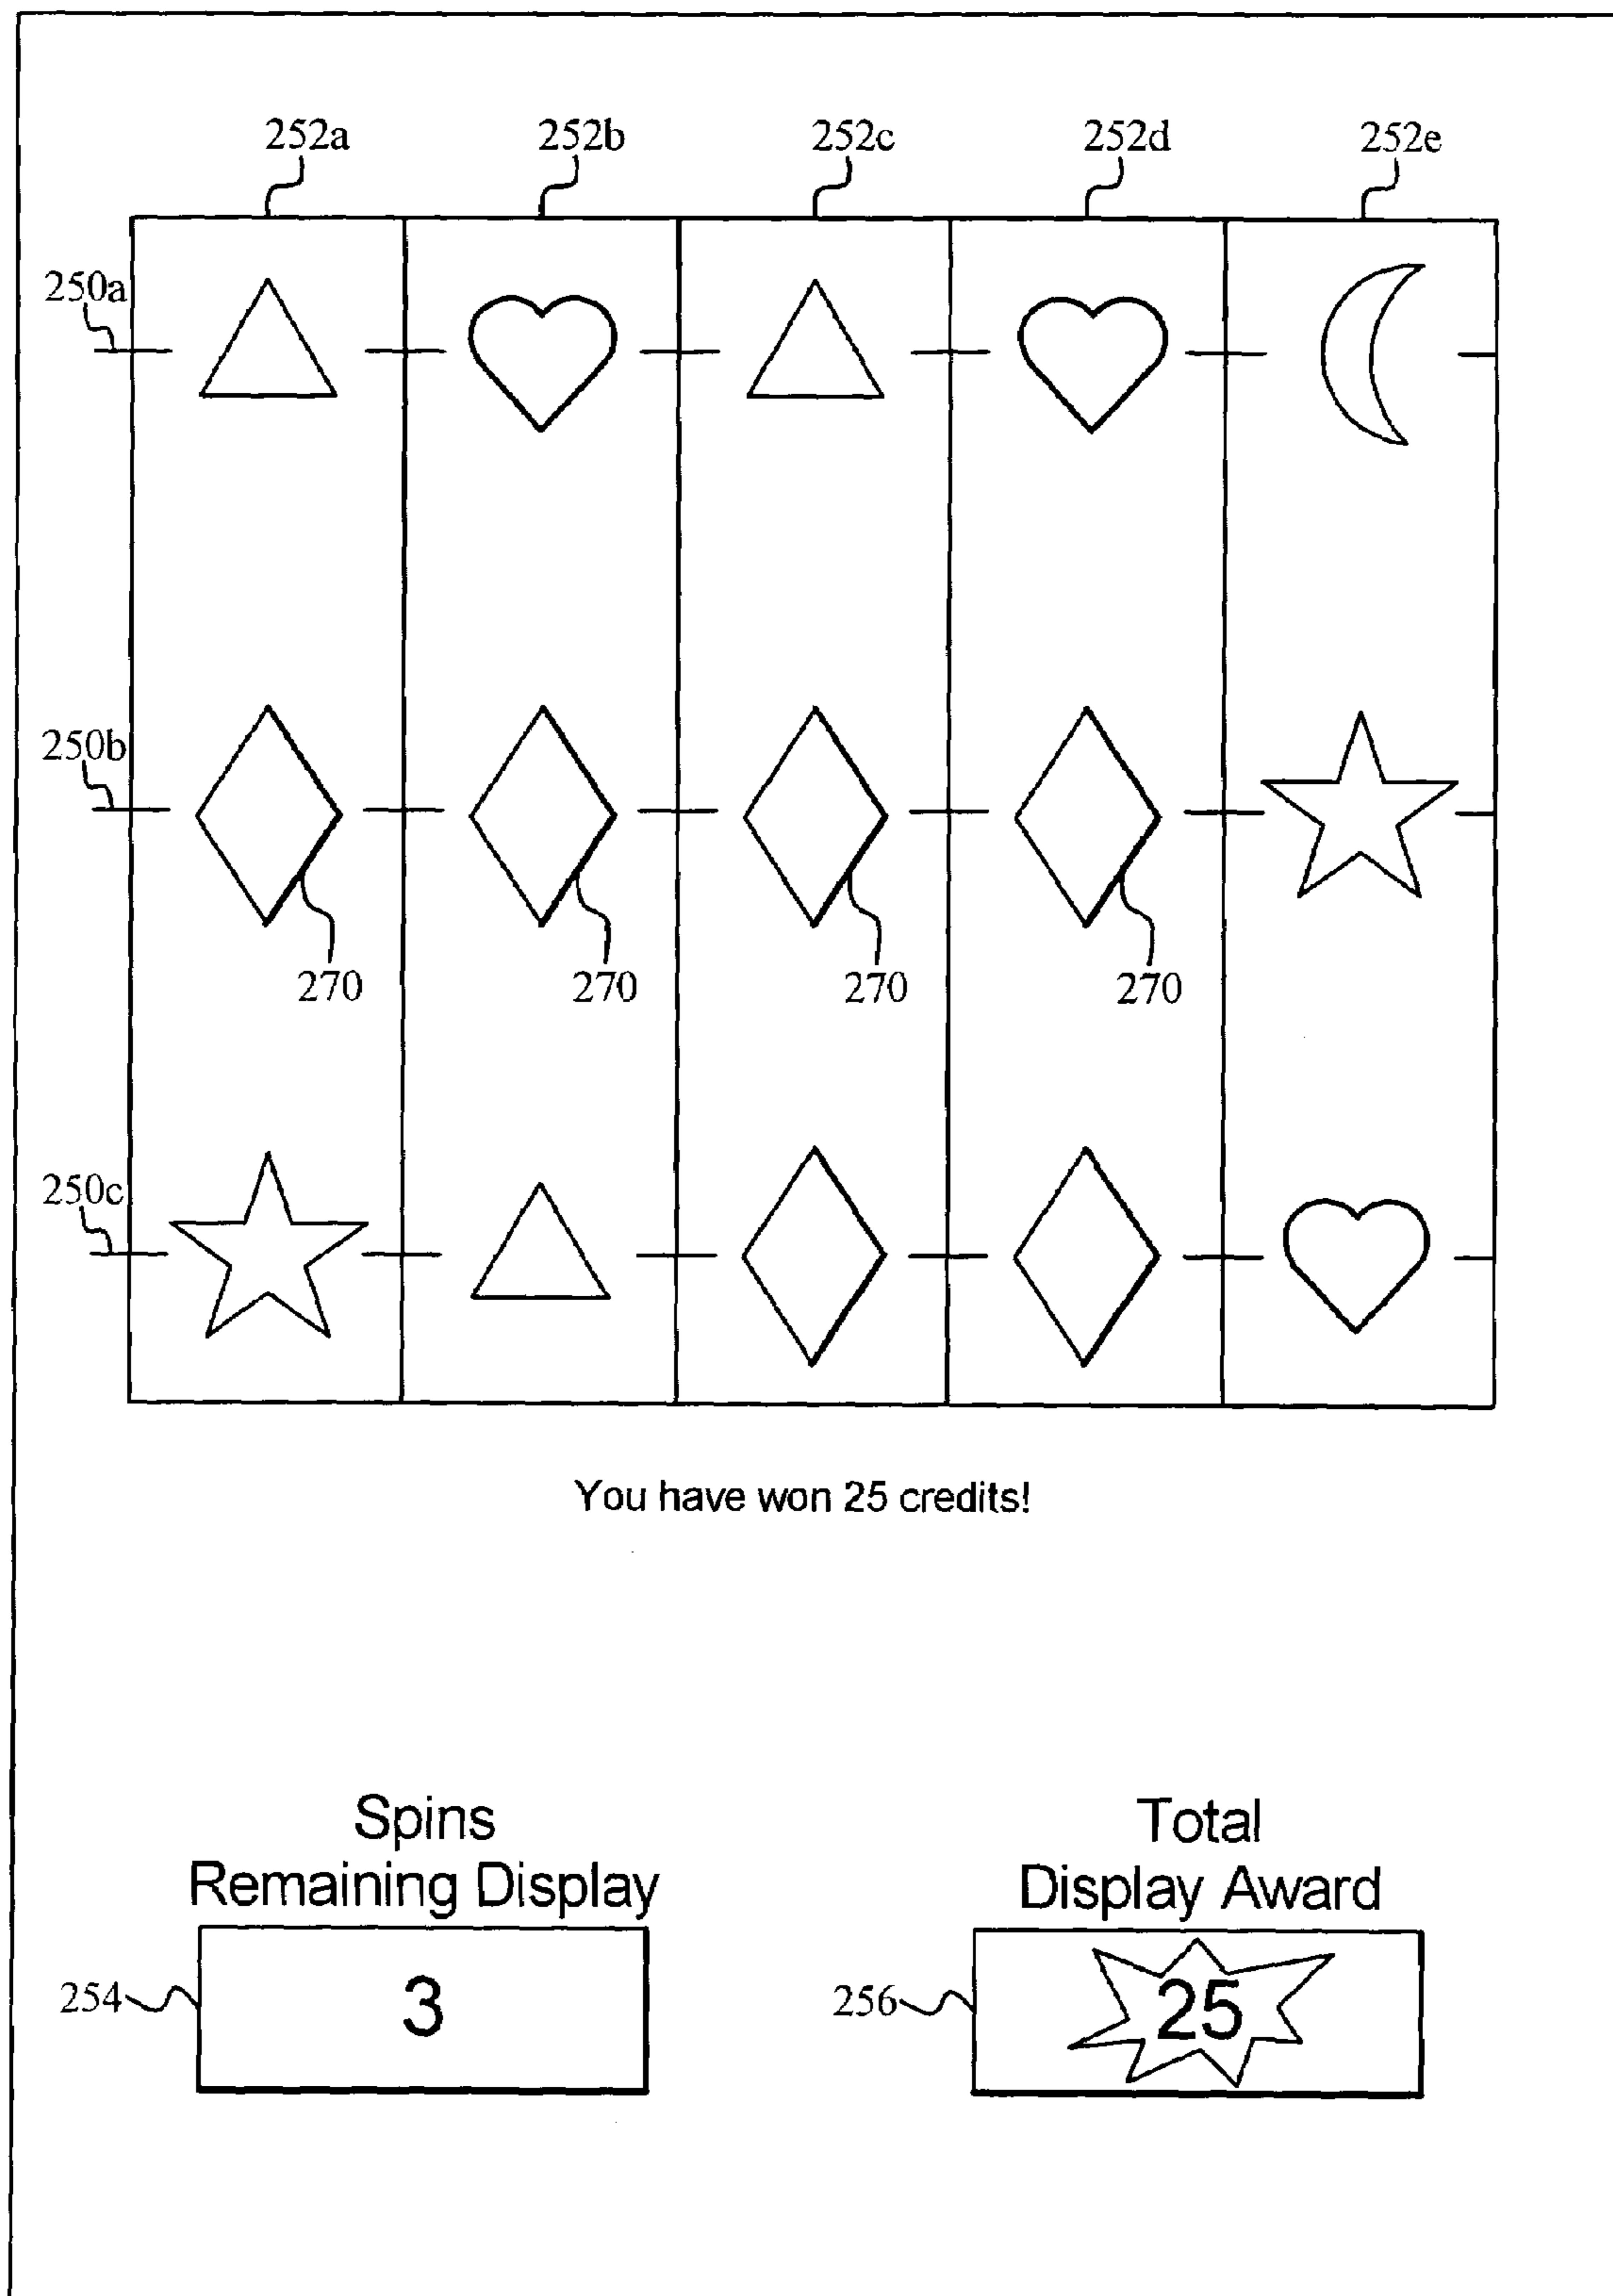 252a 252b 252c 252d 252e
250a
250b
270 270 270 270
250c
You have won 25 credits!
Spins
Remaining Display
Total
Display Award
254
3
256
25